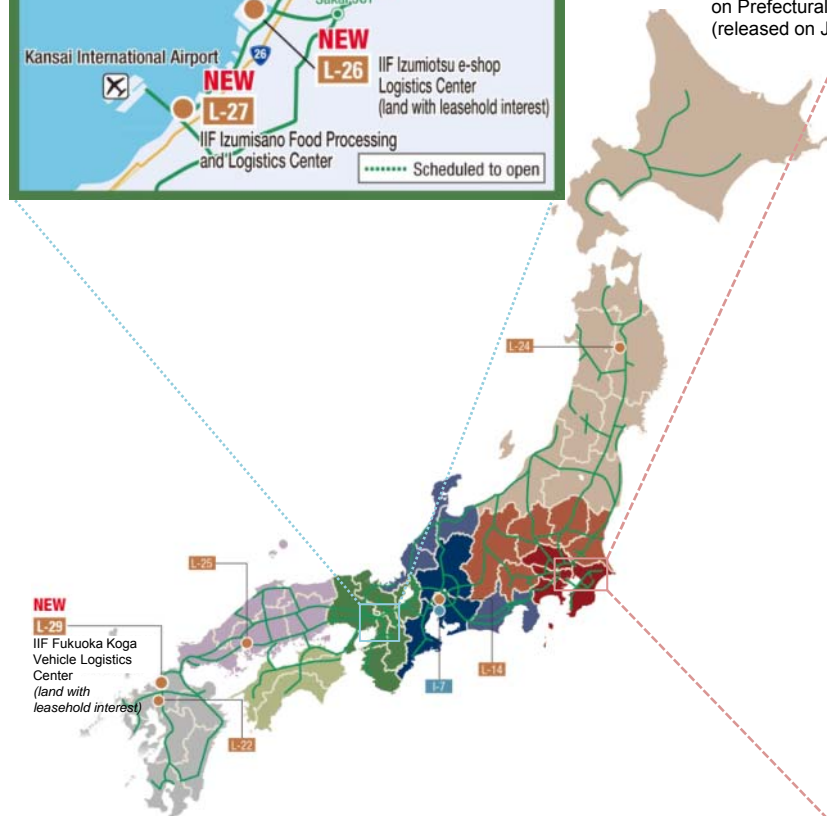 on Prefectural
(released on J
Sakai JCT
26
Kansai International Airport
NEW
L-26
IIF Izumiotsu e-shop
Logistics Center
(land with leasehold interest)
NEW
L-27
IIF Izumisano Food Processing
and Logistics Center
Scheduled to open
L-24
L-25
NEW
L-29
IIF Fukuoka Koga
Vehicle Logistics
Center
(land with
leasehold interest)
L-14
I-7
L-22